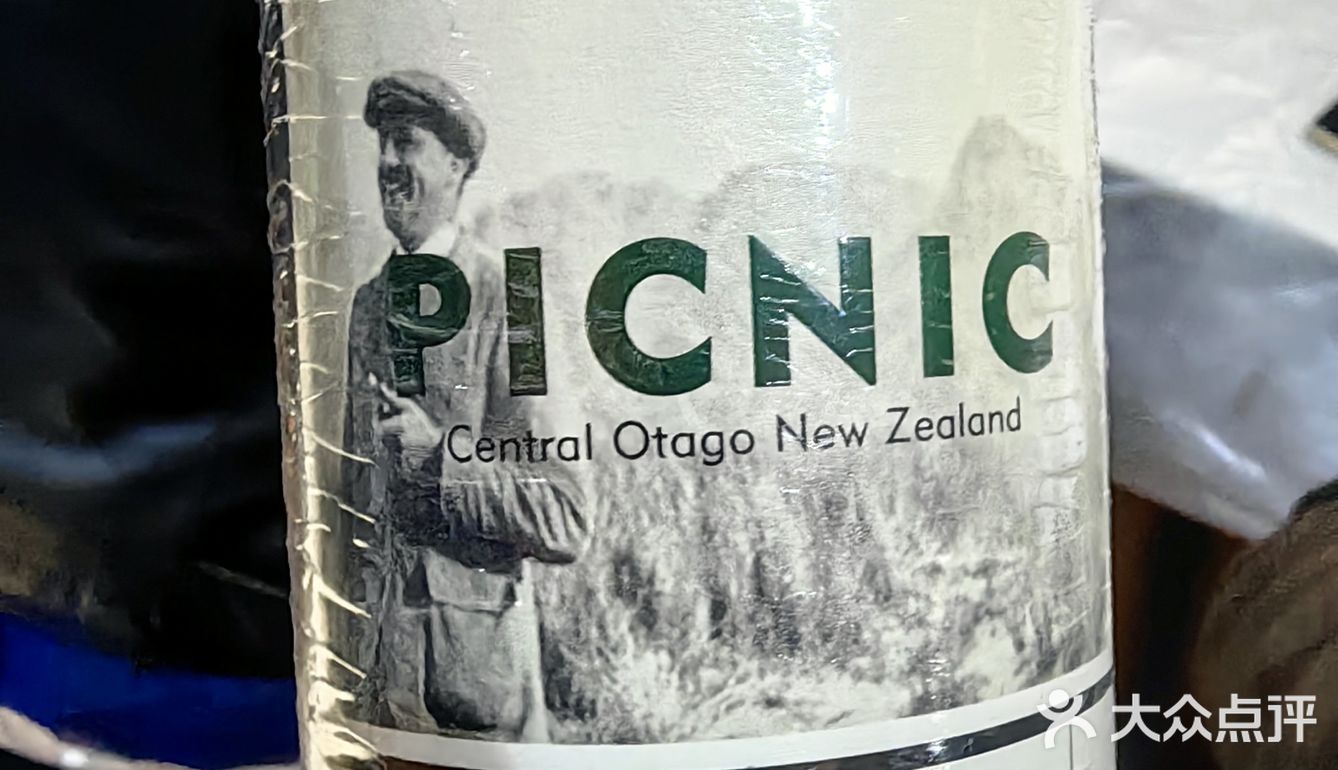 PICNIC
Central Otago New Zealand
大众点评